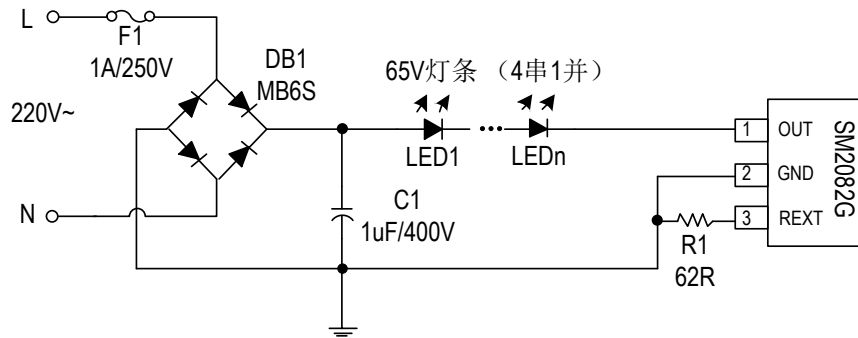 L
F1
1A/250V
DB1
MB6S
220V~
N
65V灯条 （4串1并）
LED1
LEDn
C1
1uF/400V
1
OUT
2
GND
3
REXT
SM2082G
R1
62R